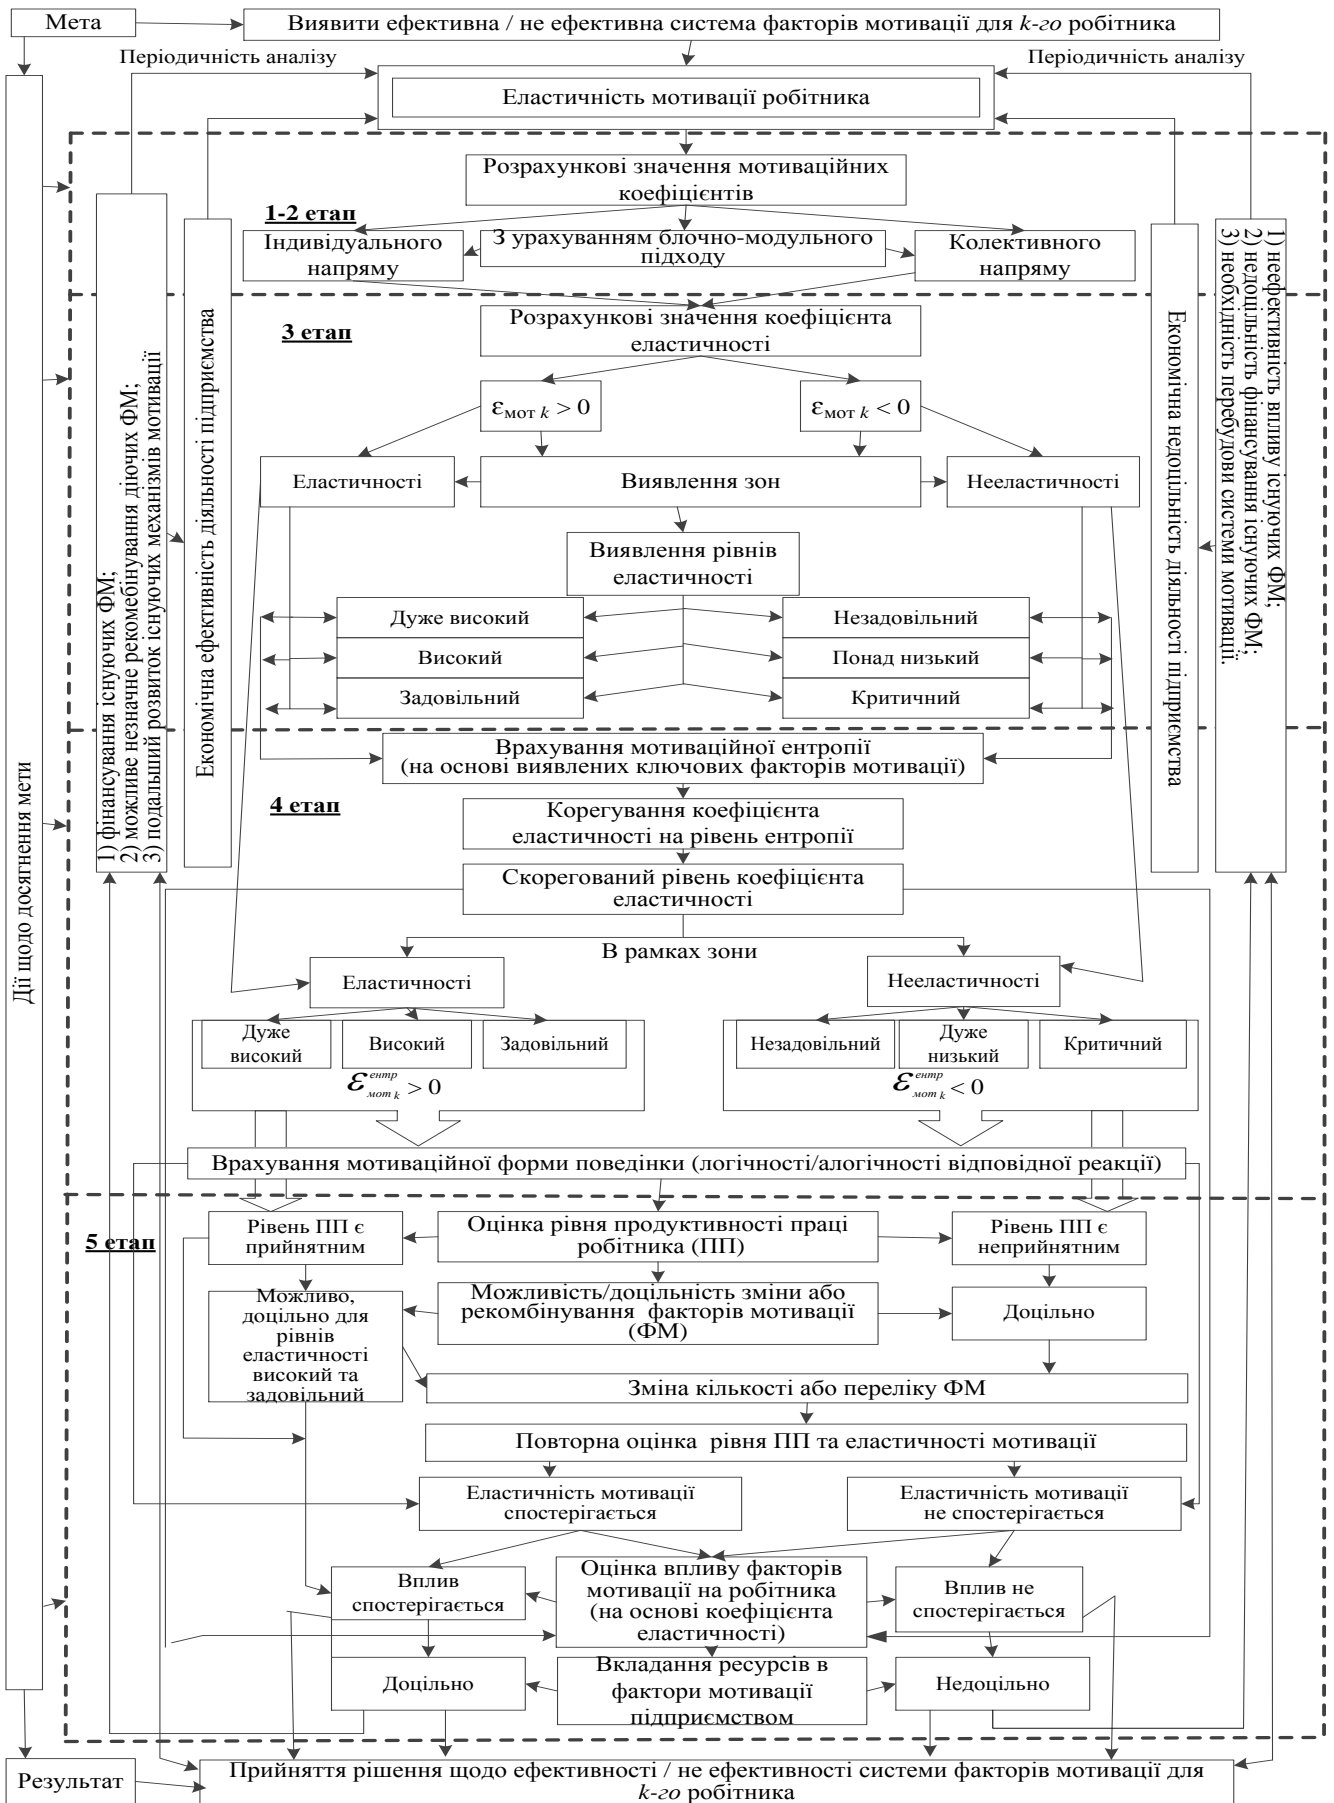 Мета
Виявити ефективна / не ефективна система факторів мотивації для k-го робітника
Періодичність аналізу
Періодичність аналізу
Еластичність мотивації робітника
Розрахункові значення мотиваційних
коефіцієнтів
1-2 етап
Індивідуального
напряму
З урахуванням блочно-модульного
підходу
Колективного
напряму
3 етап
Розрахункові значення коефіцієнта
еластичності
εмот k > 0
εмот k < 0
Еластичності
Виявлення зон
Нееластичності
Виявлення рівнів
еластичності
Дуже високий
Незадовільний
Високий
Понад низький
Задовільний
Критичний
Дії щодо досягнення мети
1) фінансування існуючих ФМ;
2) можливе незначне рекомебінування діючих ФМ;
3) подальший розвиток існуючих механізмів мотивації
Економічна ефективність діяльності підприємства
Економічна недоцільність діяльності підприємства
1) неефективність впливу існуючих ФМ;
2) недоцільність фінансування існуючих ФМ;
3) необхідність перебудови системи мотивації.
Врахування мотиваційної ентропії
(на основі виявлених ключових факторів мотивації)
4 етап
Корегування коефіцієнта
еластичності на рівень ентропії
Скорегований рівень коефіцієнта
еластичності
В рамках зони
Еластичності
Нееластичності
Дуже
високий
Високий
Задовільний
Незадовільний
Дуже
низький
Критичний
ε ентр мот k > 0
ε ентр мот k < 0
Врахування мотиваційної форми поведінки (логічності/алогічності відповідної реакції)
5 етап
Рівень ПП є
прийнятним
Оцінка рівня продуктивності праці
робітника (ПП)
Рівень ПП є
неприйнятним
Можливо,
доцільно для
рівнів
еластичності
високий та
задовільний
Можливість/доцільність зміни або
рекомбінування факторів мотивації
(ФМ)
Доцільно
Зміна кількості або переліку ФМ
Повторна оцінка рівня ПП та еластичності мотивації
Еластичність мотивації
спостерігається
Еластичність мотивації
не спостерігається
Вплив
спостерігається
Оцінка впливу факторів
мотивації на робітника
(на основі коефіцієнта
еластичності)
Вплив не
спостерігається
Доцільно
Вкладання ресурсів в
фактори мотивації
підприємством
Недоцільно
Результат
Прийняття рішення щодо ефективності / не ефективності системи факторів мотивації для
k-го робітника